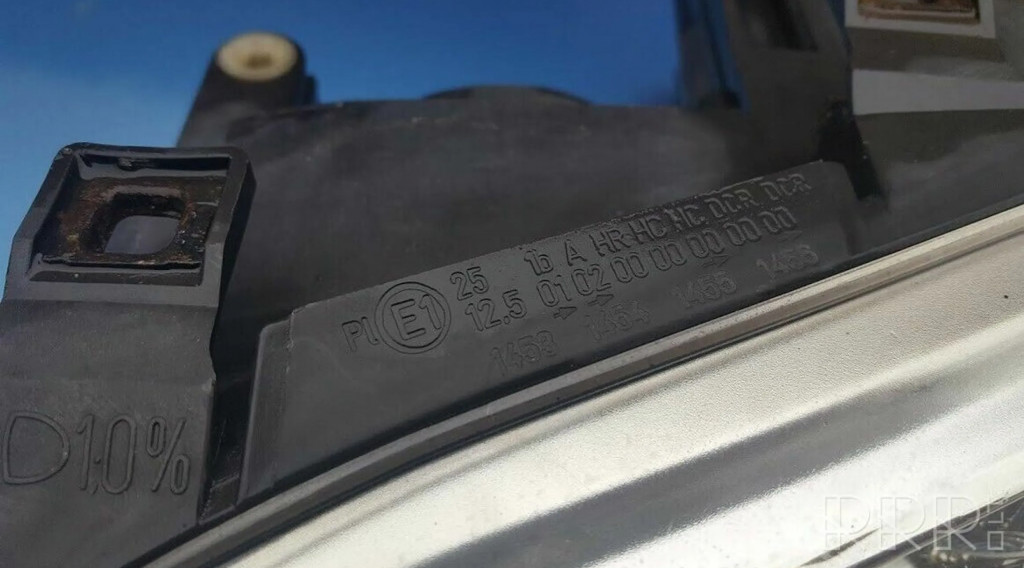 25 1b A HR HC HC DCR DCR
Pl E1 12,5 01 02 00 00 00 00 00
1453 1454 1455 1456
D1,0%
RRR: